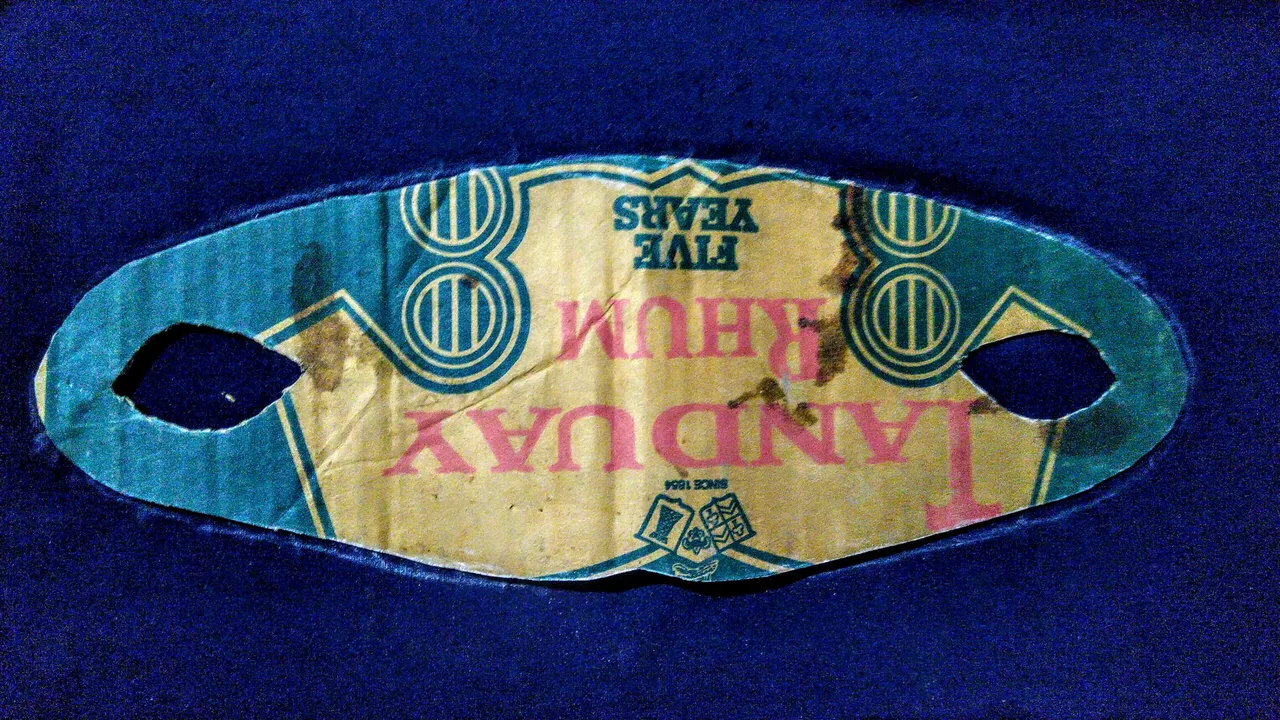 SINCE 1854
TANDUAY
RHUM
FIVE
YEARS